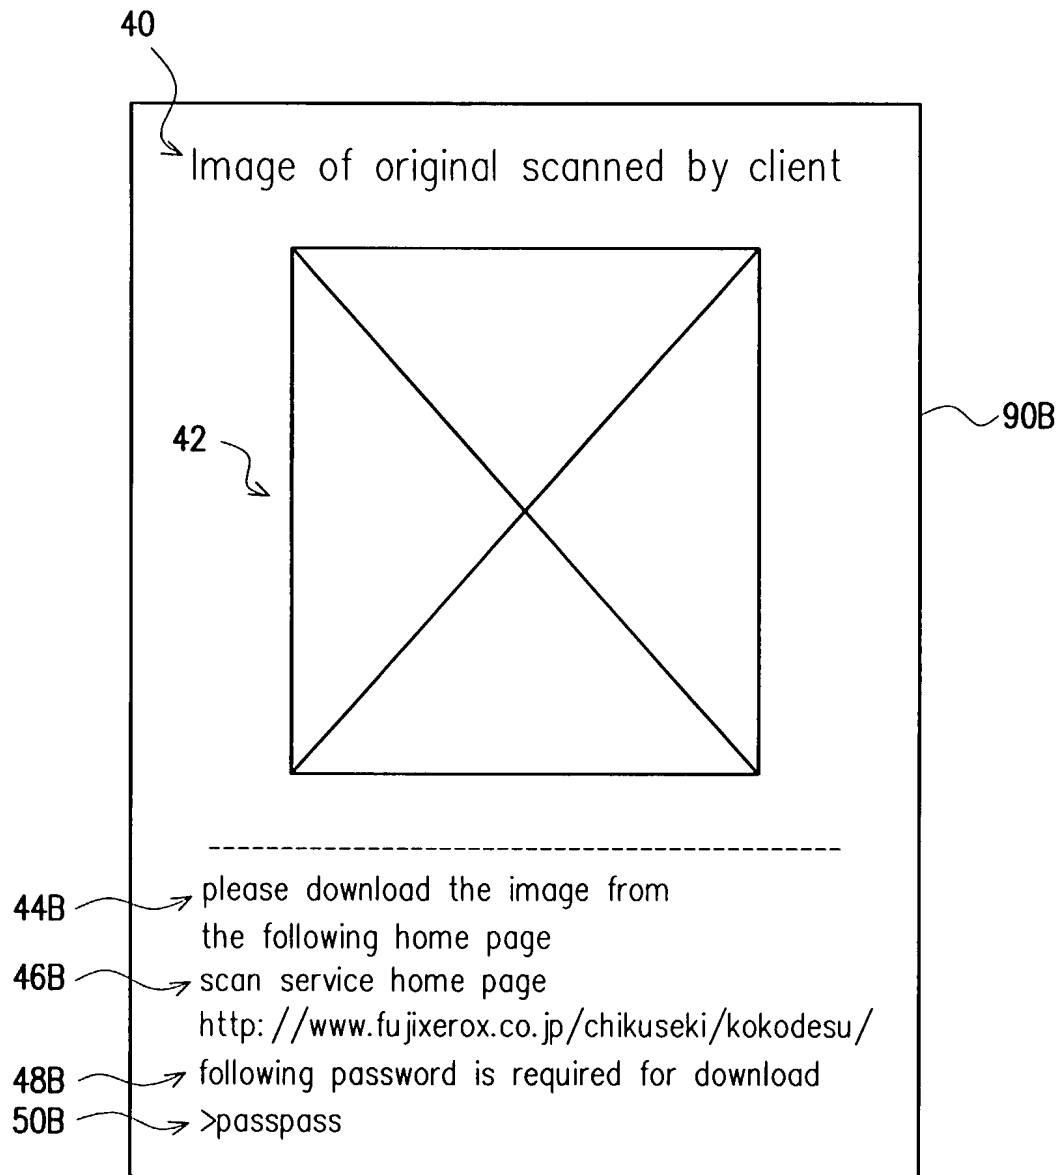 40
Image of original scanned by client
42
90B
44B
please download the image from
the following home page
46B
scan service home page
http://www.fujixerox.co.jp/chikuseki/kokodesu/
48B
following password is required for download
50B
>passpass